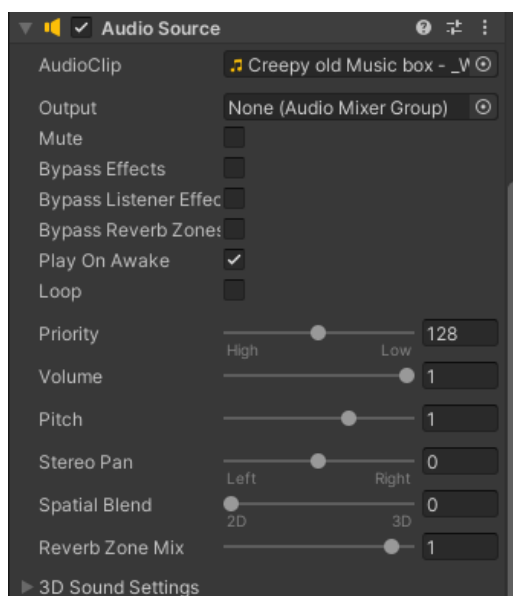 Audio Source
AudioClip Creepy old Music box - _W
Output None (Audio Mixer Group)
Mute
Bypass Effects
Bypass Listener Effec
Bypass Reverb Zones
Play On Awake
Loop
Priority 128
High Low
Volume 1
Pitch 1
Stereo Pan 0
Left Right
Spatial Blend 0
2D 3D
Reverb Zone Mix 1
3D Sound Settings